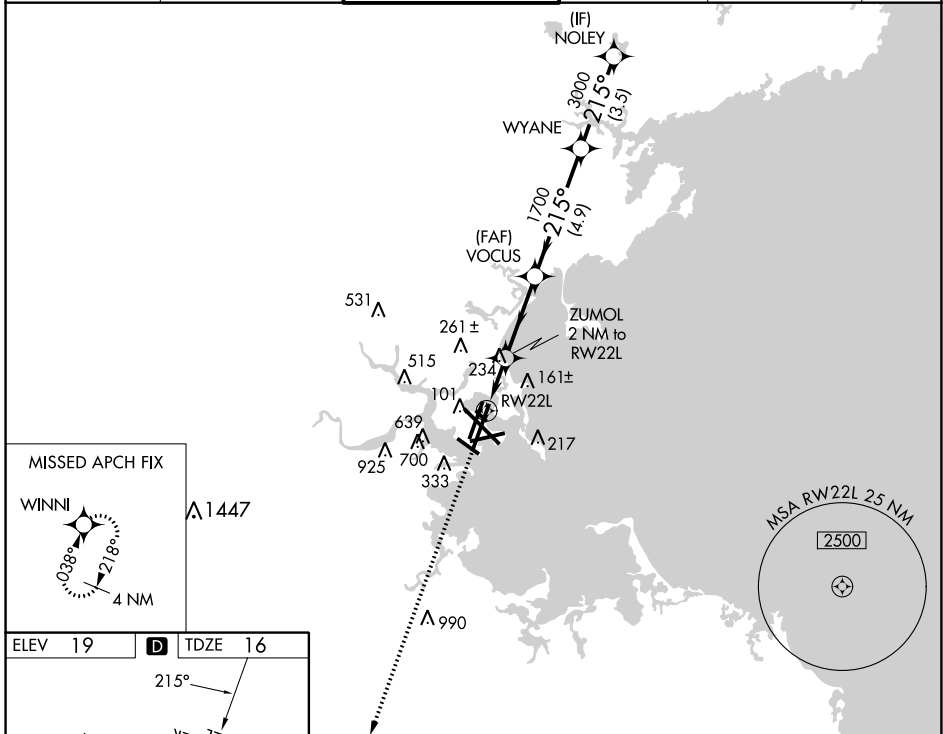 (IF)
NOLEY
3000
215°
(3.5)
WYANE
1700
215°
(4.9)
(FAF)
VOCUS
531
261±
ZUMOL
2 NM to
RW22L
515
234
161±
101
RW22L
639
217
925
700
333
MISSED APCH FIX
WINNI
038°
218°
4 NM
1447
MSA RW22L 25 NM
2500
990
ELEV 19
D
TDZE 16
215°